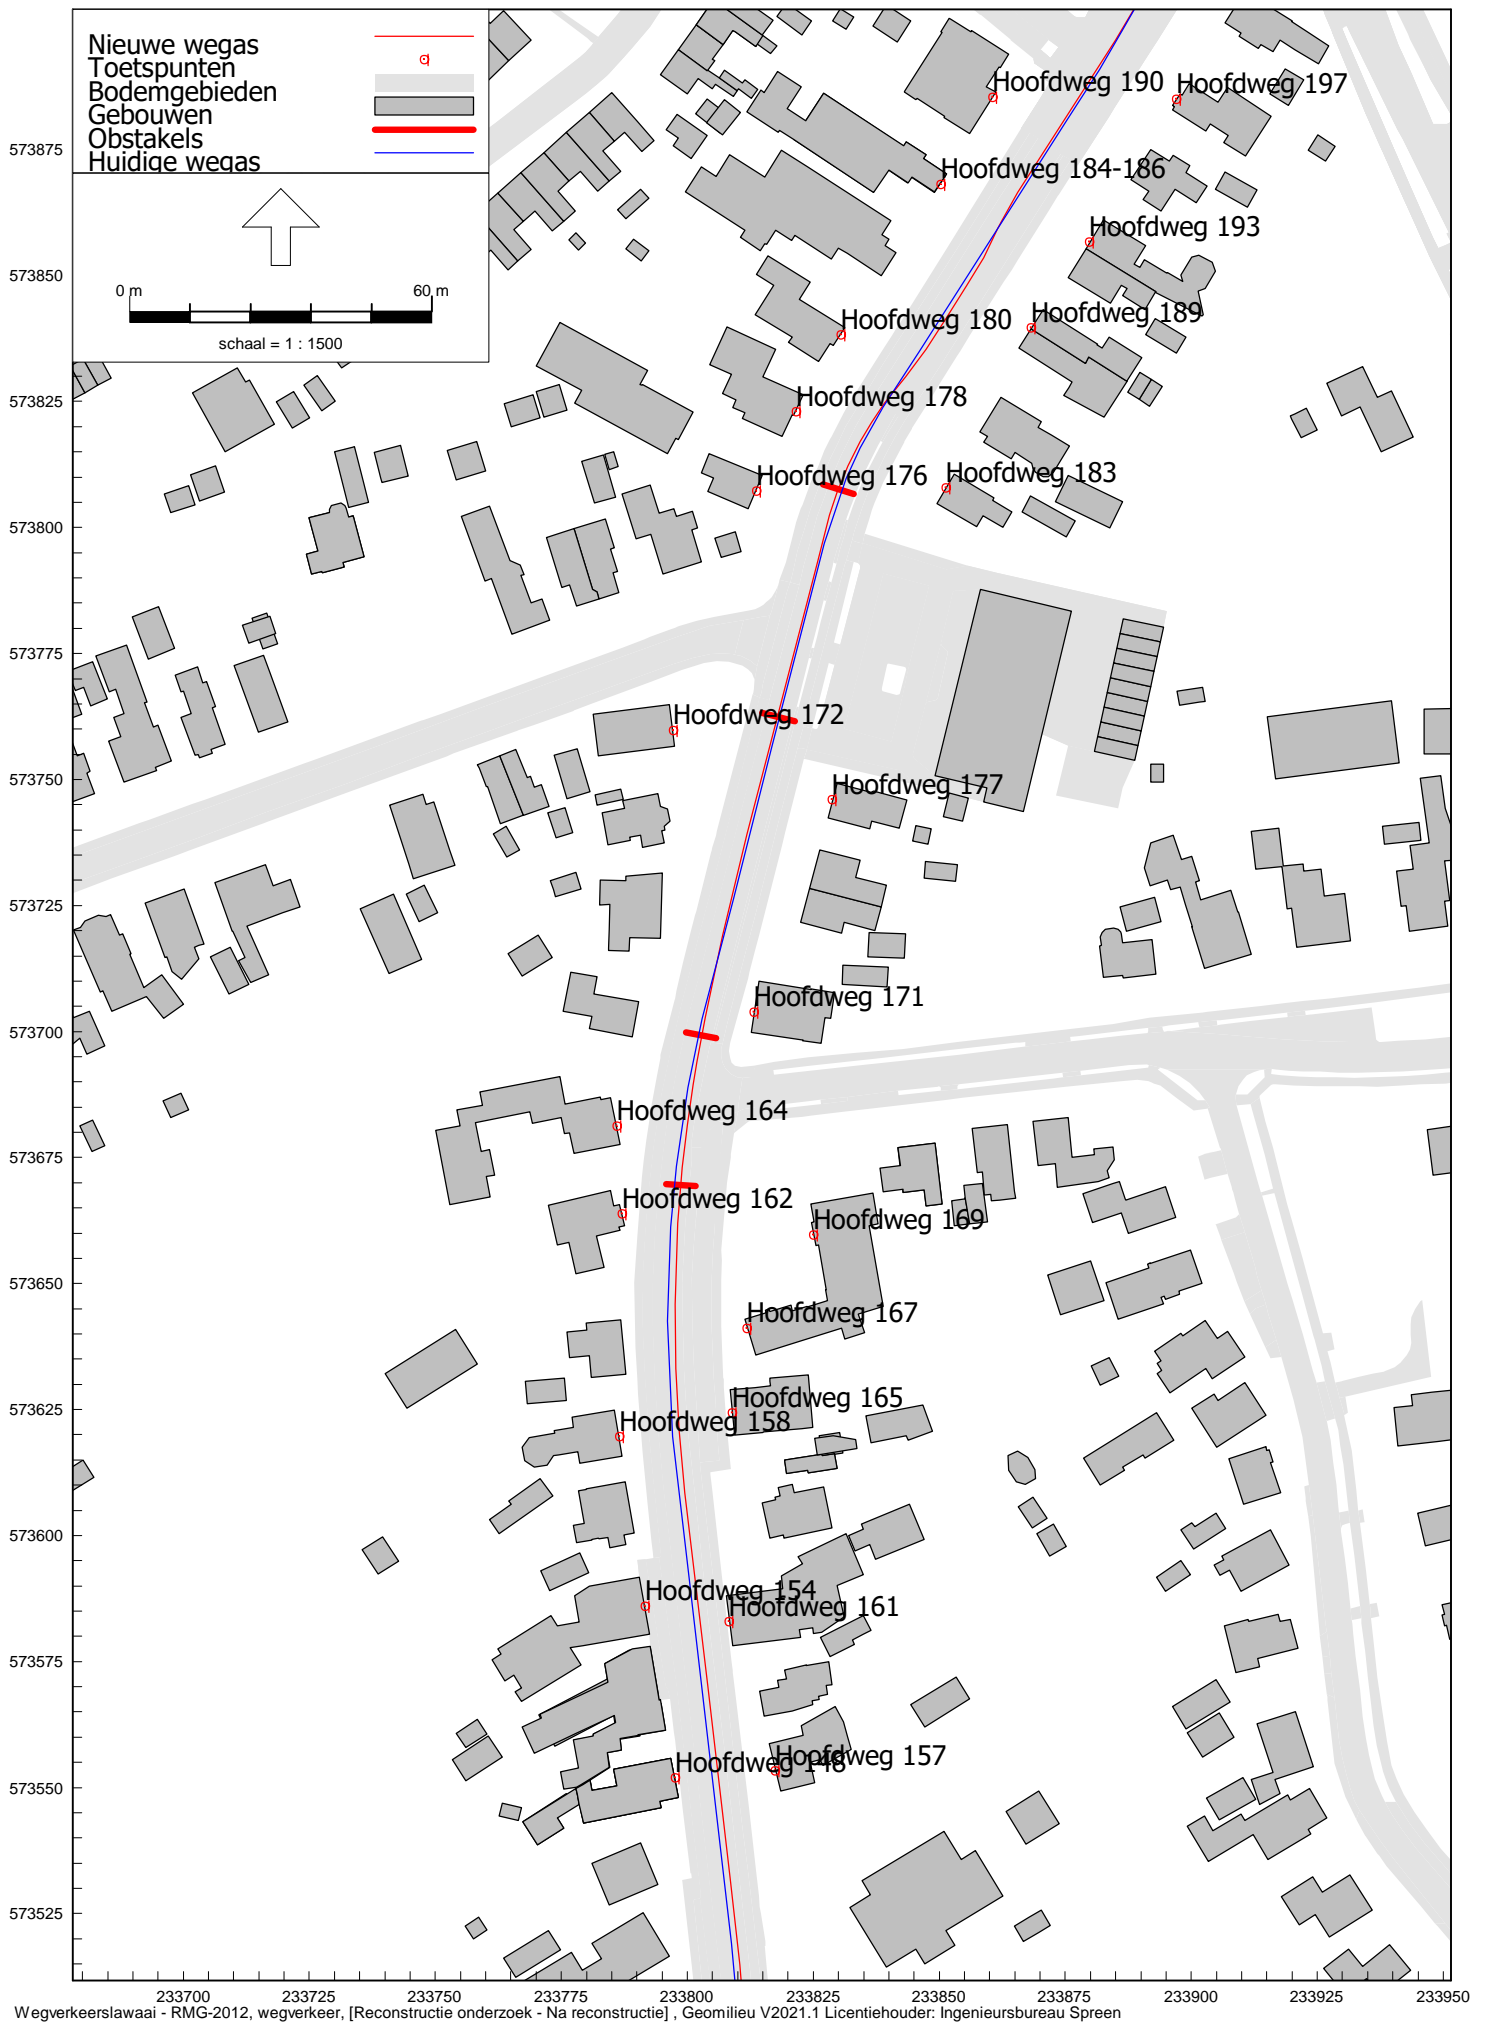 Nieuwe wegas
Toetspunten
Bodemgebieden
Gebouwen
Obstakels
Huidige wegas
0 m
60 m
schaal = 1 : 1500
Hoofdweg 190
Hoofdweg 197
Hoofdweg 184-186
Hoofdweg 193
Hoofdweg 180
Hoofdweg 189
Hoofdweg 178
Hoofdweg 176
Hoofdweg 183
Hoofdweg 172
Hoofdweg 177
Hoofdweg 171
Hoofdweg 164
Hoofdweg 162
Hoofdweg 169
Hoofdweg 167
Hoofdweg 165
Hoofdweg 158
Hoofdweg 154
Hoofdweg 161
Hoofdweg 148
Hoofdweg 157
573875
573850
573825
573800
573775
573750
573725
573700
573675
573650
573625
573600
573575
573550
573525
233700
233725
233750
233775
233800
233825
233850
233875
233900
233925
233950
Wegverkeerslawaai - RMG-2012, wegverkeer, [Reconstructie onderzoek - Na reconstructie] , Geomilieu V2021.1 Licentiehouder: Ingenieursbureau Spreen